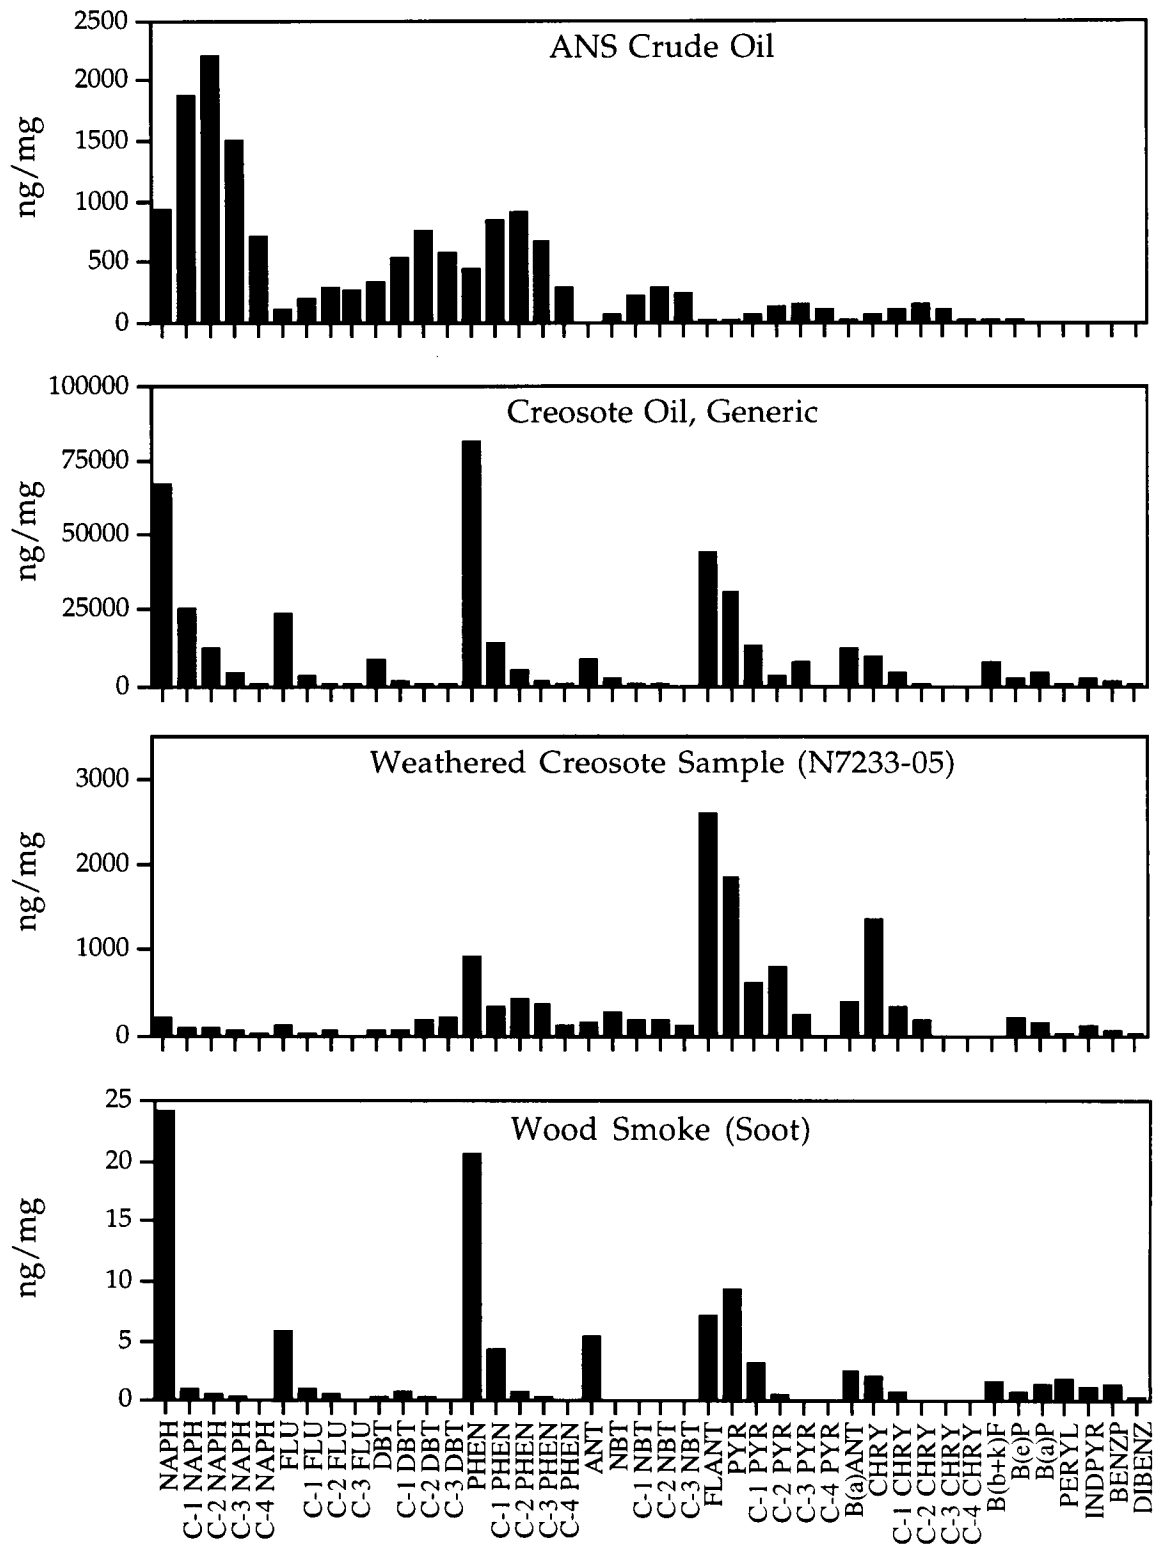 ANS Crude Oil
ng/mg
2500
2000
1500
1000
500
0
Creosote Oil, Generic
ng/mg
100000
75000
50000
25000
0
Weathered Creosote Sample (N7233-05)
ng/mg
3000
2000
1000
0
Wood Smoke (Soot)
ng/mg
25
20
15
10
5
0
NAPH
C-1 NAPH
C-2 NAPH
C-3 NAPH
C-4 NAPH
FLU
C-1 FLU
C-2 FLU
C-3 FLU
DBT
C-1 DBT
C-2 DBT
C-3 DBT
PHEN
C-1 PHEN
C-2 PHEN
C-3 PHEN
C-4 PHEN
ANT
NBT
C-1 NBT
C-2 NBT
C-3 NBT
FLANT
PYR
C-1 PYR
C-2 PYR
C-3 PYR
C-4 PYR
B(a)ANT
CHRY
C-1 CHRY
C-2 CHRY
C-3 CHRY
C-4 CHRY
B(b+k)F
B(e)P
B(a)P
PERYL
INDPYR
BENZP
DIBENZ